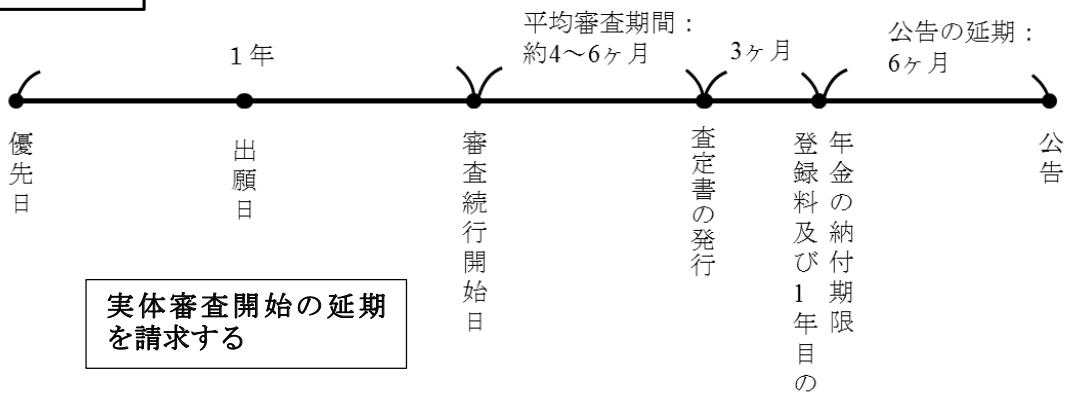 1年
平均審査期間：
約4～6ヶ月
3ヶ月
公告の延期：
6ヶ月
優先日
出願日
審査続行開始日
査定書の発行
登録料及び1年目の
年金の納付期限
公告
実体審査開始の延期
を請求する